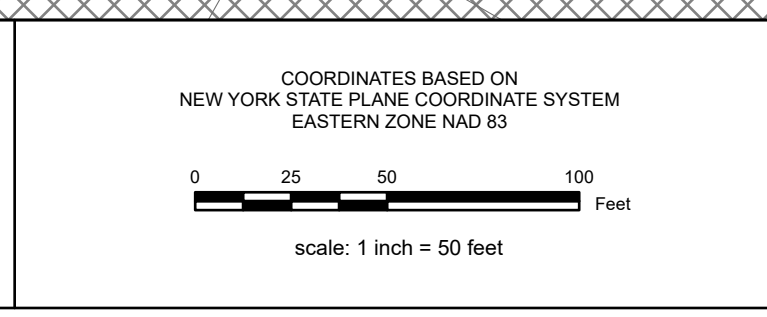 COORDINATES BASED ON
NEW YORK STATE PLANE COORDINATE SYSTEM
EASTERN ZONE NAD 83
0 25 50 100
Feet
scale: 1 inch = 50 feet